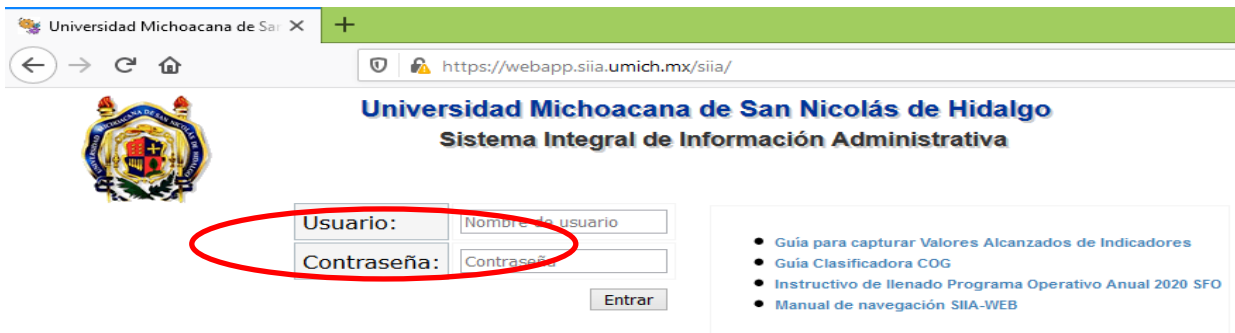 Universidad Michoacana de Sar
https://webapp.siia.umich.mx/siia/
Universidad Michoacana de San Nicolás de Hidalgo
Sistema Integral de Información Administrativa
Usuario: Nombre de usuario
Contraseña: Contraseña
Entrar
Guía para capturar Valores Alcanzados de Indicadores
Guía Clasificadora COG
Instructivo de llenado Programa Operativo Anual 2020 SFO
Manual de navegación SIIA-WEB